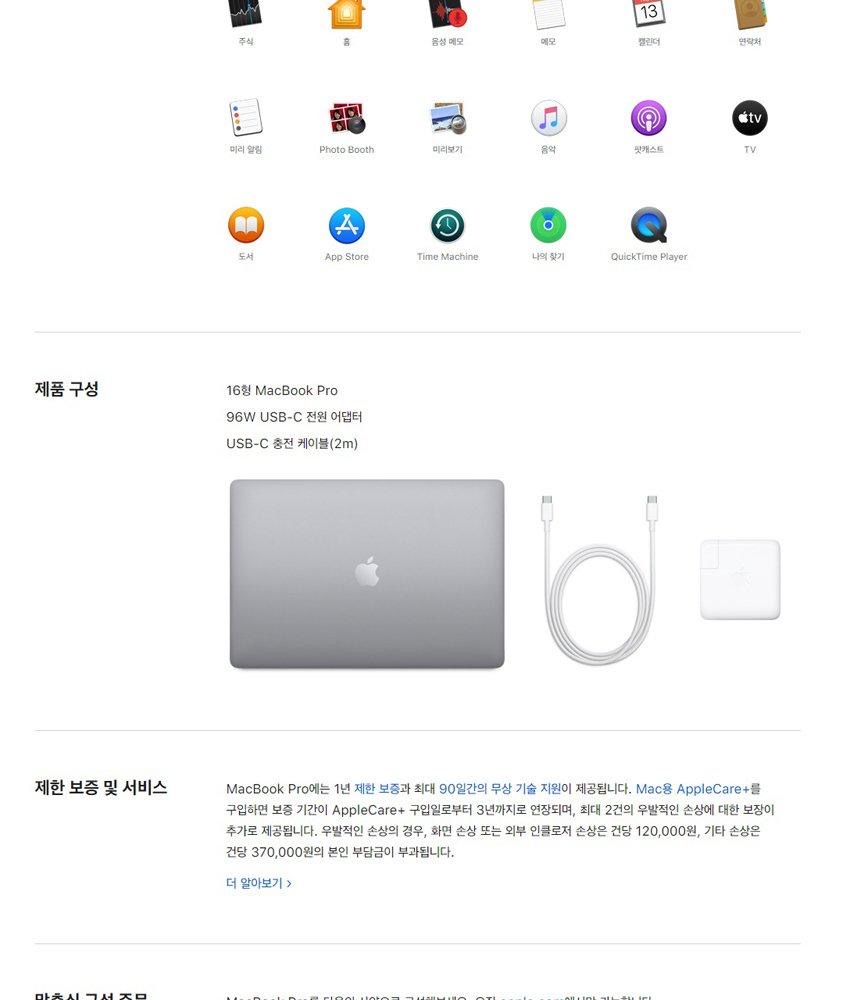 주식 홈 음성 메모 메모 캘린더 연락처
13
미리 알림 Photo Booth 미리보기 음악 팟캐스트 TV
tv
도서 App Store Time Machine 나의 찾기 QuickTime Player
제품 구성
16형 MacBook Pro
96W USB-C 전원 어댑터
USB-C 충전 케이블(2m)
제한 보증 및 서비스
MacBook Pro에는 1년 제한 보증과 최대 90일간의 무상 기술 지원이 제공됩니다. Mac용 AppleCare+를
구입하면 보증 기간이 AppleCare+ 구입일로부터 3년까지로 연장되며, 최대 2건의 우발적인 손상에 대한 보장이
추가로 제공됩니다. 우발적인 손상의 경우, 화면 손상 또는 외부 인클로저 손상은 건당 120,000원, 기타 손상은
건당 370,000원의 본인 부담금이 부과됩니다.
더 알아보기 >